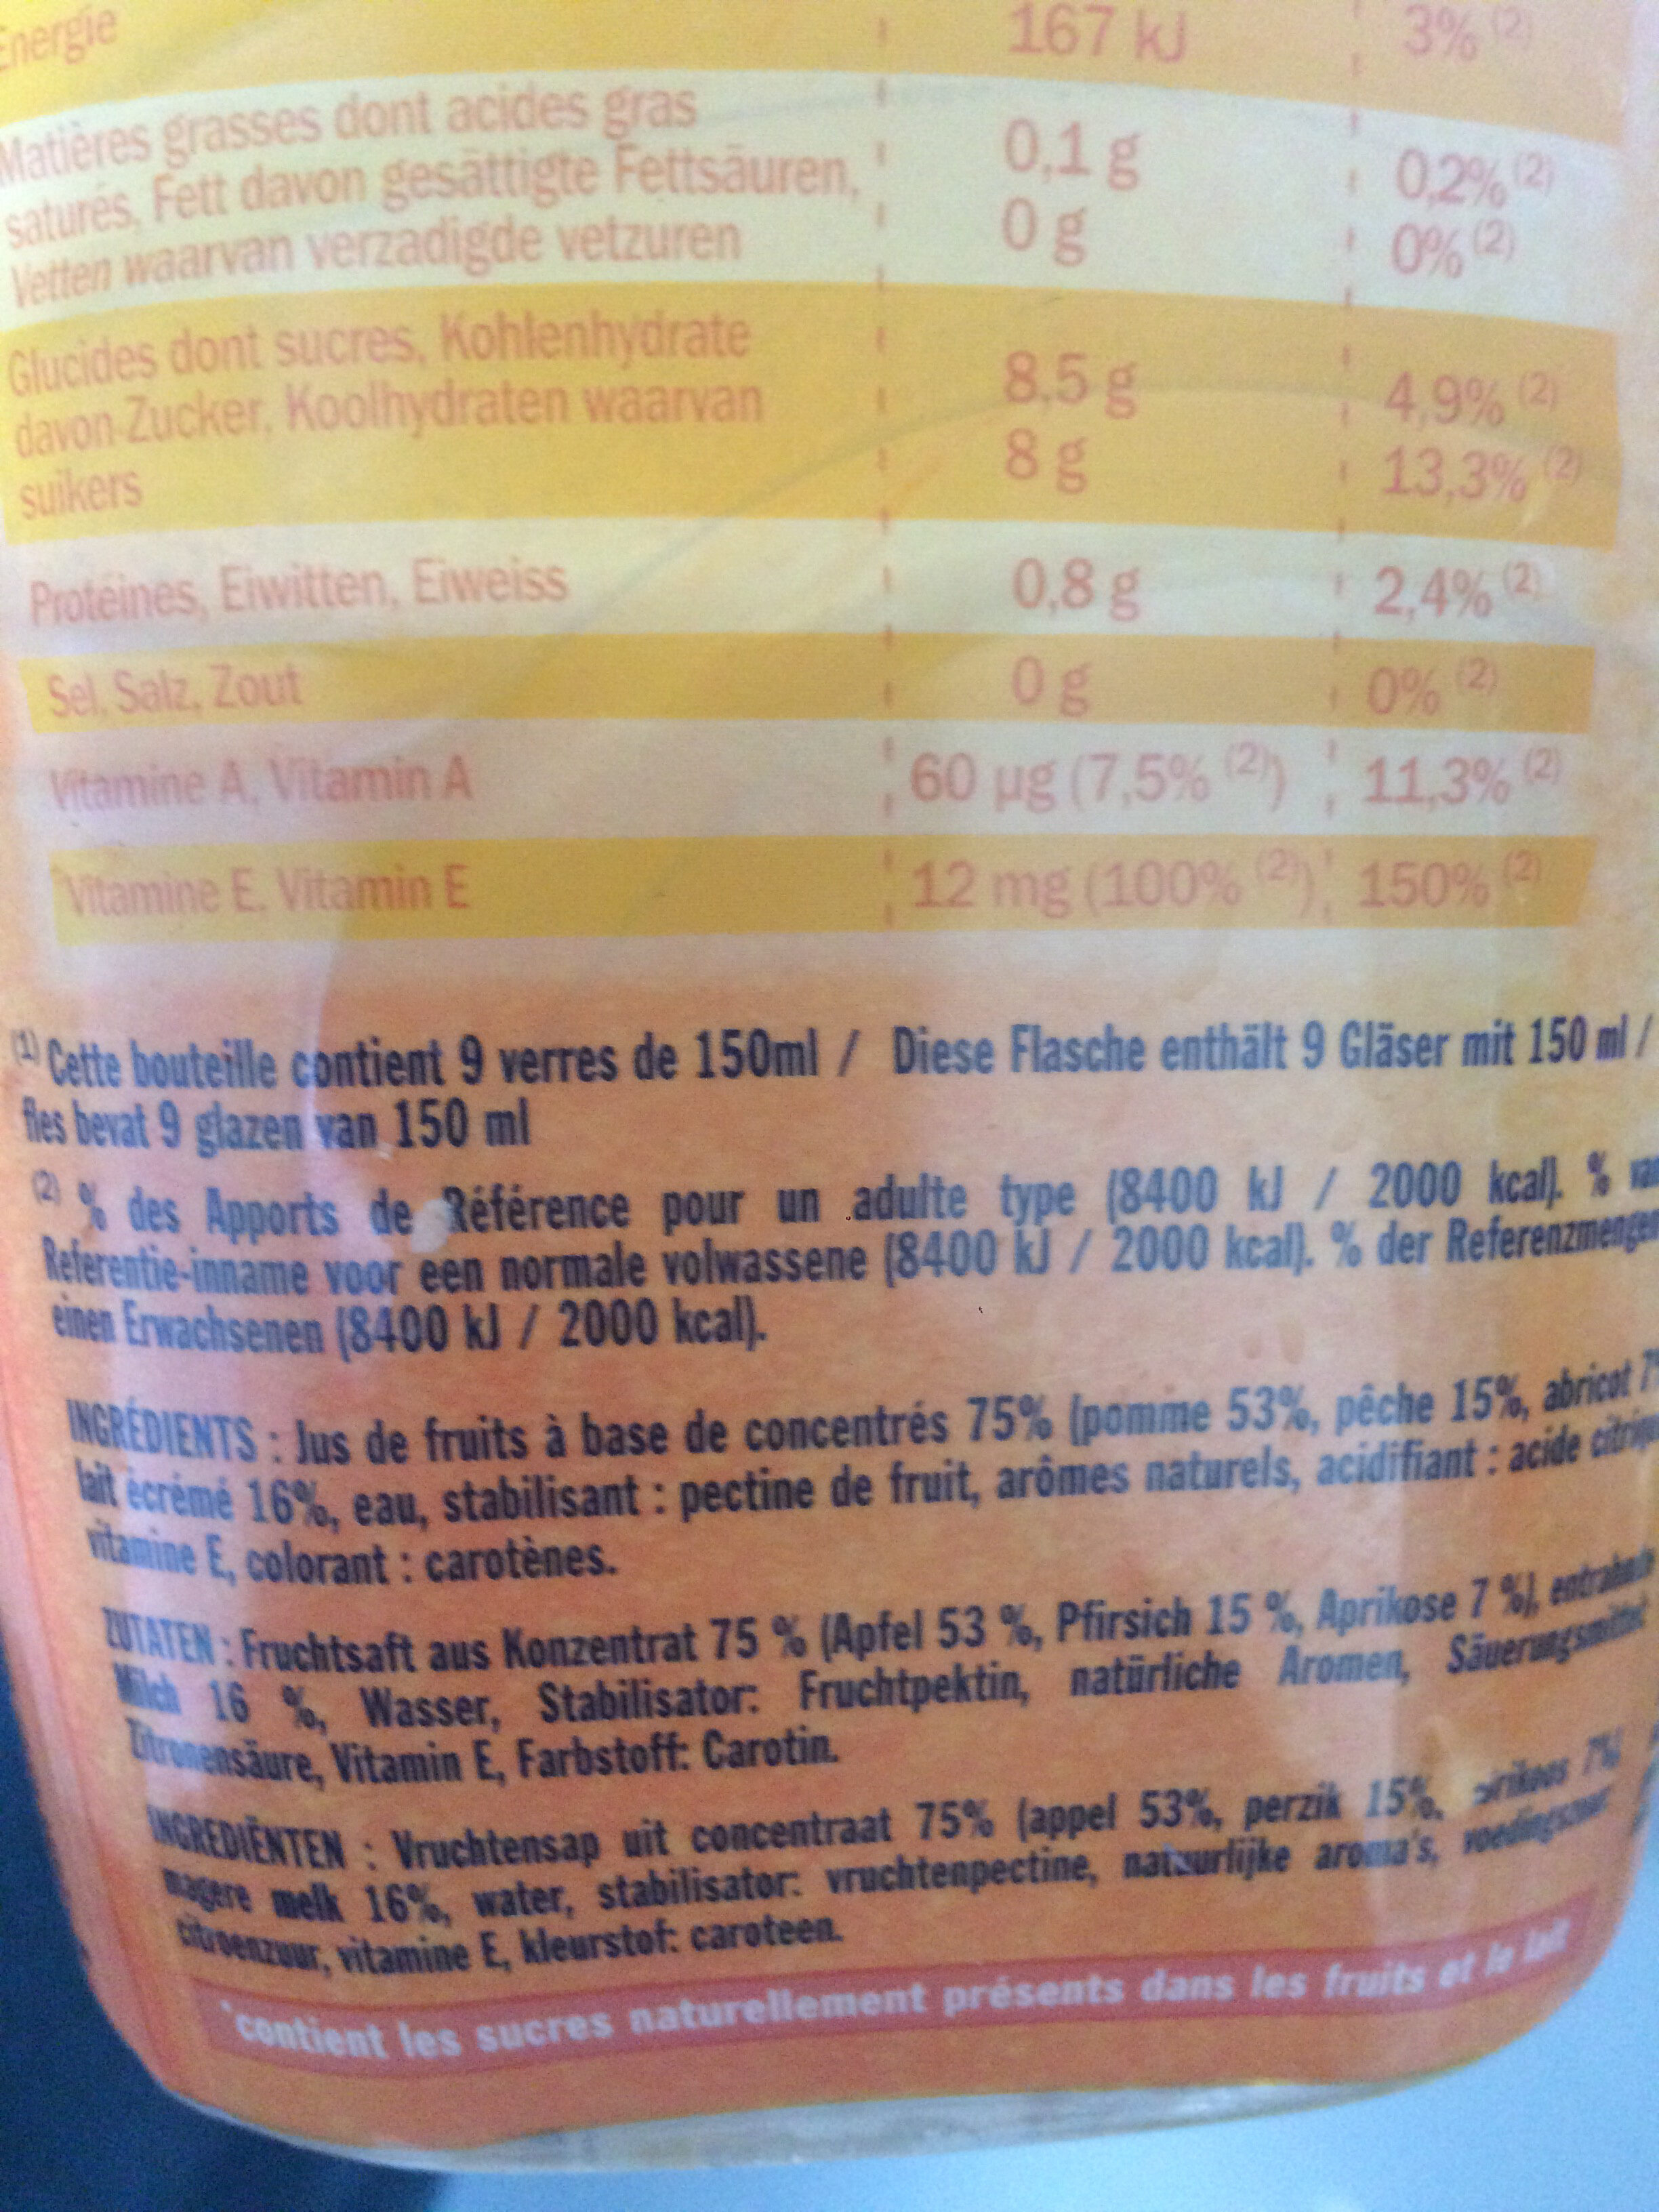 Energie 167 kJ 3% (2)
Matières grasses dont acides gras 0,1 g 0,2% (2)
saturés, Fett davon gesättigte Fettsäuren, 0 g 0% (2)
Vetten waarvan verzadigde vetzuren
Glucides dont sucres, Kohlenhydrate 8,5 g 4,9% (2)
davon Zucker, Koolhydraten waarvan 8 g 13,3% (2)
suikers
Protéines, Eiwitten, Eiweiss 0,8 g 2,4% (2)
Sel, Salz, Zout 0 g 0% (2)
Vitamine A, Vitamin A 60 µg (7,5% (2)) 11,3% (2)
Vitamine E, Vitamin E 12 mg (100% (2)) 150% (2)
(1) Cette bouteille contient 9 verres de 150ml / Diese Flasche enthält 9 Gläser mit 150 ml /
fles bevat 9 glazen van 150 ml
(2) % des Apports de Référence pour un adulte type (8400 kJ / 2000 kcal). %
Referentie-inname voor een normale volwassene (8400 kJ / 2000 kcal). % der Referenzmengen
einen Erwachsenen (8400 kJ / 2000 kcal).
INGRÉDIENTS : Jus de fruits à base de concentrés 75% (pomme 53%, pêche 15%, abricot
lait écrémé 16%, eau, stabilisant : pectine de fruit, arômes naturels, acidifiant : acide
vitamine E, colorant : carotènes.
ZUTATEN : Fruchtsaft aus Konzentrat 75 % (Apfel 53 %, Pfirsich 15 %, Aprikose 7 %),
Milch 16 %, Wasser, Stabilisator: Fruchtpektin, natürliche Aromen, Säuerungsmittel
Zitronensäure, Vitamin E, Farbstoff: Carotin.
INGREDIËNTEN : Vruchtensap uit concentraat 75% (appel 53%, perzik 15%, 7%)
magere melk 16%, water, stabilisator: vruchtenpectine, natuurlijke aroma's, voedingszuur
citroenzuur, vitamine E, kleurstof: caroteen.
*contient les sucres naturellement présents dans les fruits et le lait